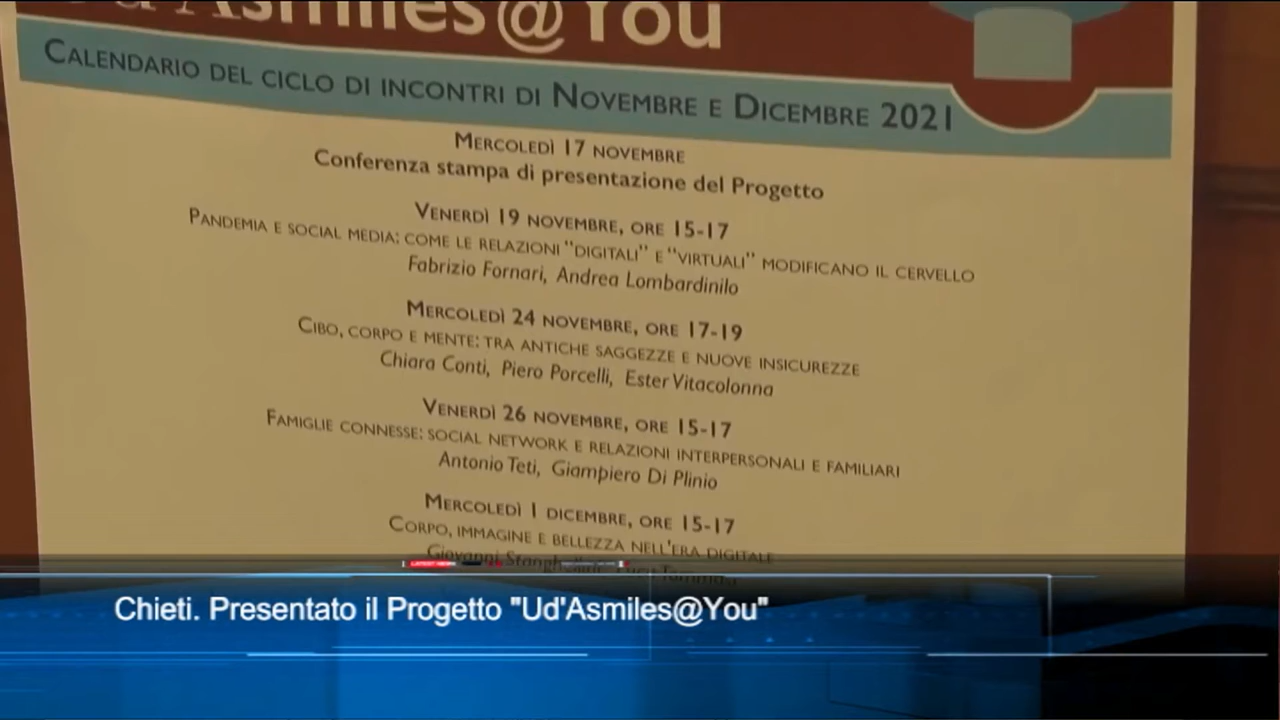 Ud'Asmiles@You
CALENDARIO DEL CICLO DI INCONTRI DI NOVEMBRE E DICEMBRE 2021
MERCOLEDÌ 17 NOVEMBRE
Conferenza stampa di presentazione del Progetto
VENERDÌ 19 NOVEMBRE, ORE 15-17
PANDEMIA E SOCIAL MEDIA: COME LE RELAZIONI "DIGITALI" E "VIRTUALI" MODIFICANO IL CERVELLO
Fabrizio Fornari, Andrea Lombardinilo
MERCOLEDÌ 24 NOVEMBRE, ORE 17-19
CIBO, CORPO E MENTE: TRA ANTICHE SAGGEZZE E NUOVE INSICUREZZE
Chiara Conti, Piero Porcelli, Ester Vitacolonna
VENERDÌ 26 NOVEMBRE, ORE 15-17
FAMIGLIE CONNESSE: SOCIAL NETWORK E RELAZIONI INTERPERSONALI E FAMILIARI
Antonio Teti, Giampiero Di Plinio
MERCOLEDÌ 1 DICEMBRE, ORE 15-17
CORPO, IMMAGINE E BELLEZZA NELL'ERA DIGITALE
Giovanni
LATEST NEWS
Chieti. Presentato il Progetto "Ud'Asmiles@You"